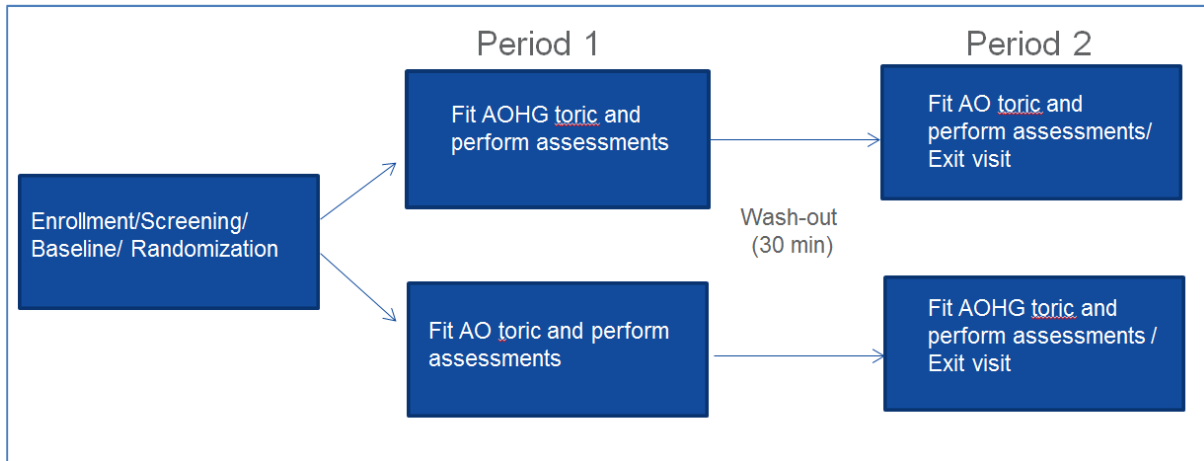 Period 1
Period 2
Fit AOHG toric and
perform assessments
Fit AO toric and
perform assessments/
Exit visit
Enrollment/Screening/
Baseline/ Randomization
Wash-out
(30 min)
Fit AO toric and perform
assessments
Fit AOHG toric and
perform assessments /
Exit visit